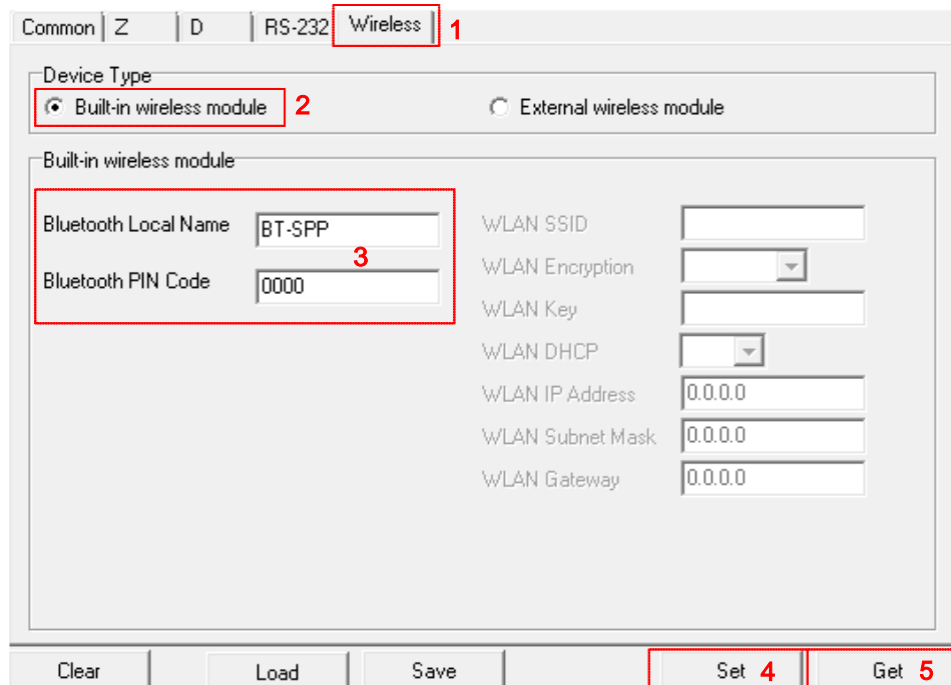 Common Z D RS-232 Wireless 1
Device Type
Built-in wireless module 2 External wireless module
Built-in wireless module
Bluetooth Local Name BT-SPP WLAN SSID
3
Bluetooth PIN Code 0000 WLAN Encryption
WLAN Key
WLAN DHCP
WLAN IP Address 0.0.0.0
WLAN Subnet Mask 0.0.0.0
WLAN Gateway 0.0.0.0
Clear Load Save Set 4 Get 5